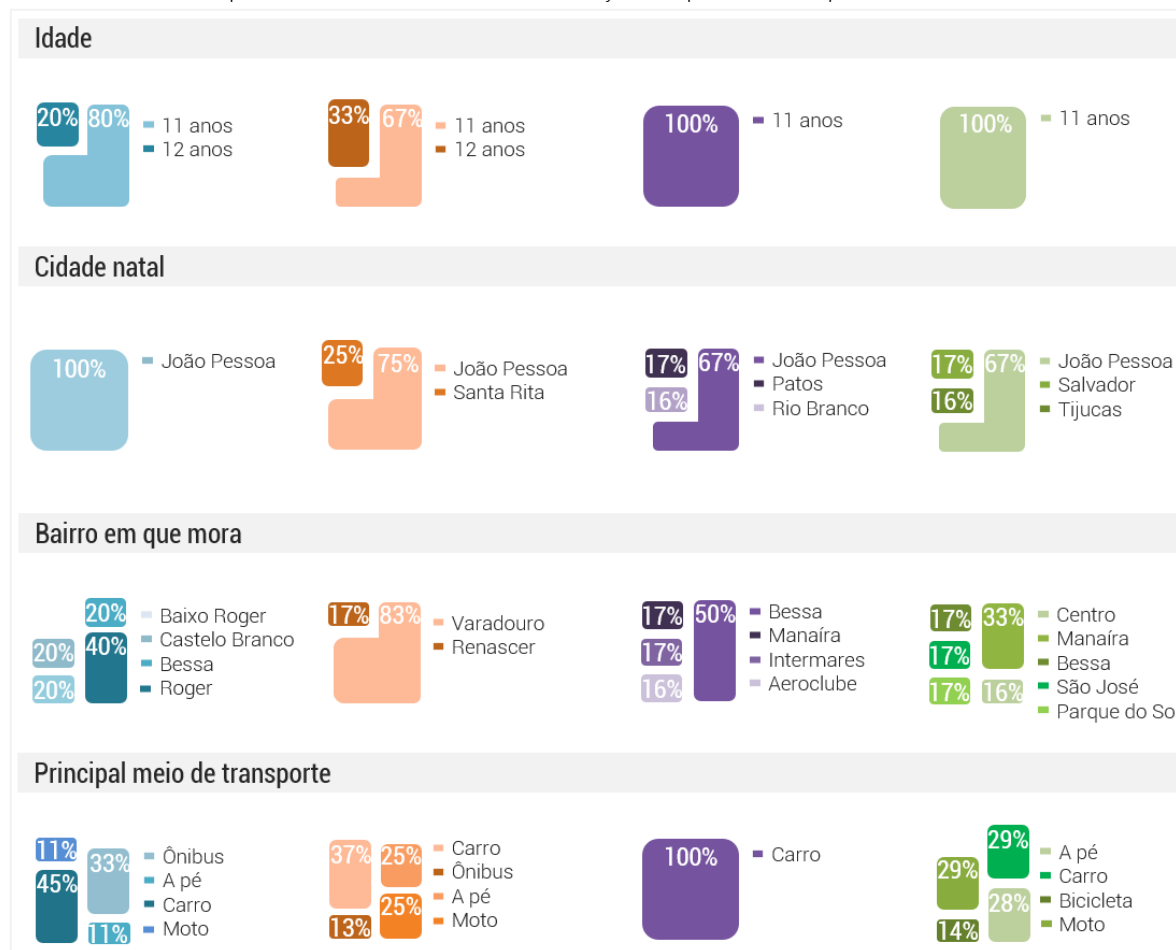 Idade
20% 80%
11 anos
12 anos
33% 67%
11 anos
12 anos
100%
11 anos
100%
11 anos
Cidade natal
100%
João Pessoa
25% 75%
João Pessoa
Santa Rita
17% 67%
16%
João Pessoa
Patos
Rio Branco
17% 67%
16%
João Pessoa
Salvador
Tijucas
Bairro em que mora
20%
20% 40%
20%
Baixo Roger
Castelo Branco
Bessa
Roger
17% 83%
Varadouro
Renascer
17% 50%
17%
16%
Bessa
Manaíra
Intermares
Aeroclube
17% 33%
17%
17% 16%
Centro
Manaíra
Bessa
São José
Parque do So
Principal meio de transporte
11% 33%
45%
11%
Ônibus
A pé
Carro
Moto
37% 25%
25%
13%
Carro
Ônibus
A pé
Moto
100%
Carro
29%
29%
28%
14%
A pé
Carro
Bicicleta
Moto